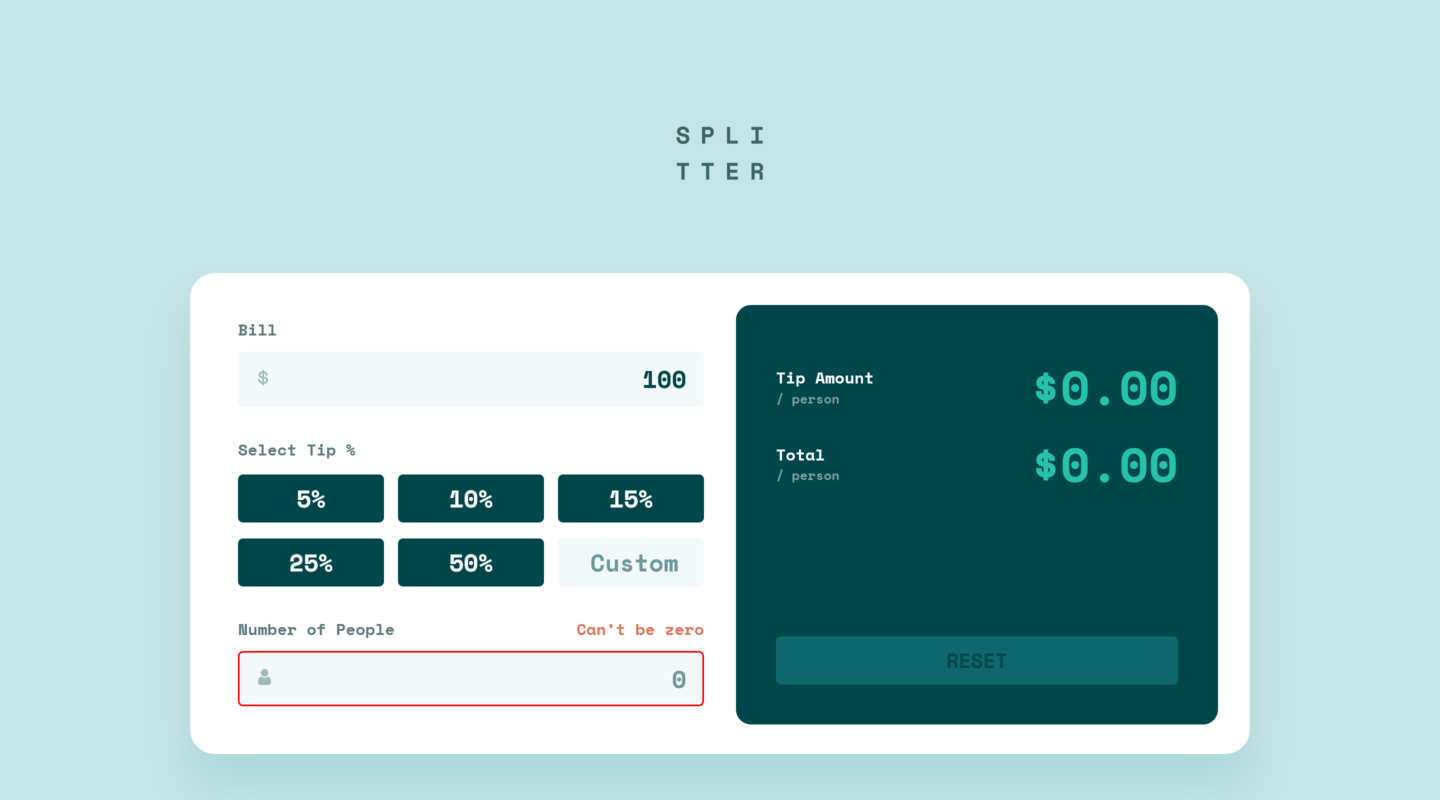 SPLI
TTER
Bill
$ 100
Select Tip %
5% 10% 15%
25% 50% Custom
Number of People Can't be zero
0
Tip Amount $0.00
/ person
Total $0.00
/ person
RESET